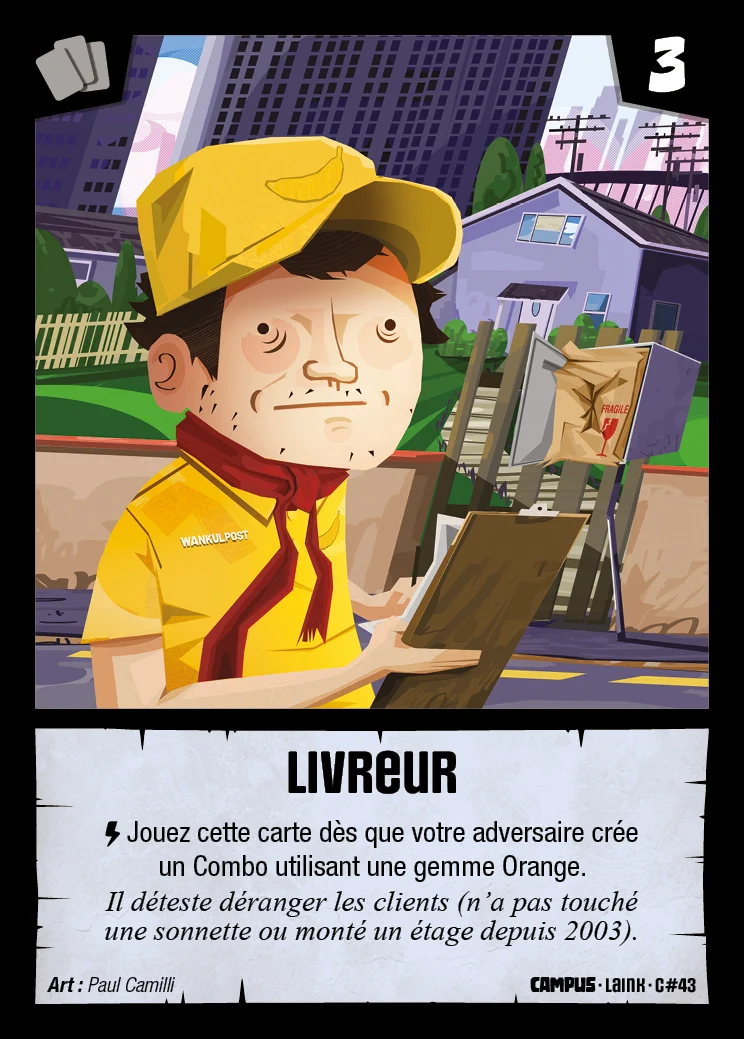 3
FRAGILE
WANKULPOST
LIVREUR
Jouez cette carte dès que votre adversaire crée
un Combo utilisant une gemme Orange.
Il déteste déranger les clients (n'a pas touché
une sonnette ou monté un étage depuis 2003).
Art : Paul Camilli
CAMPUS · LAINK · C#43